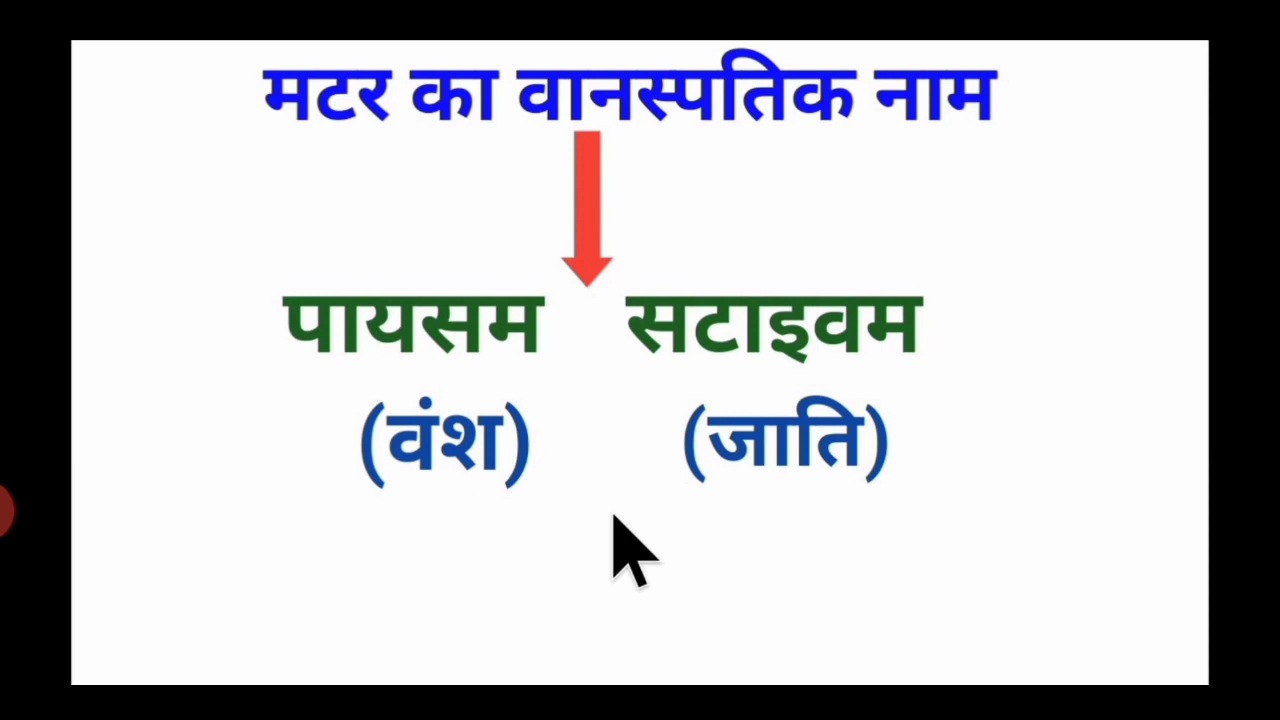 मटर का वानस्पतिक नाम
पायसम सटाइवम
(वंश) (जाति)